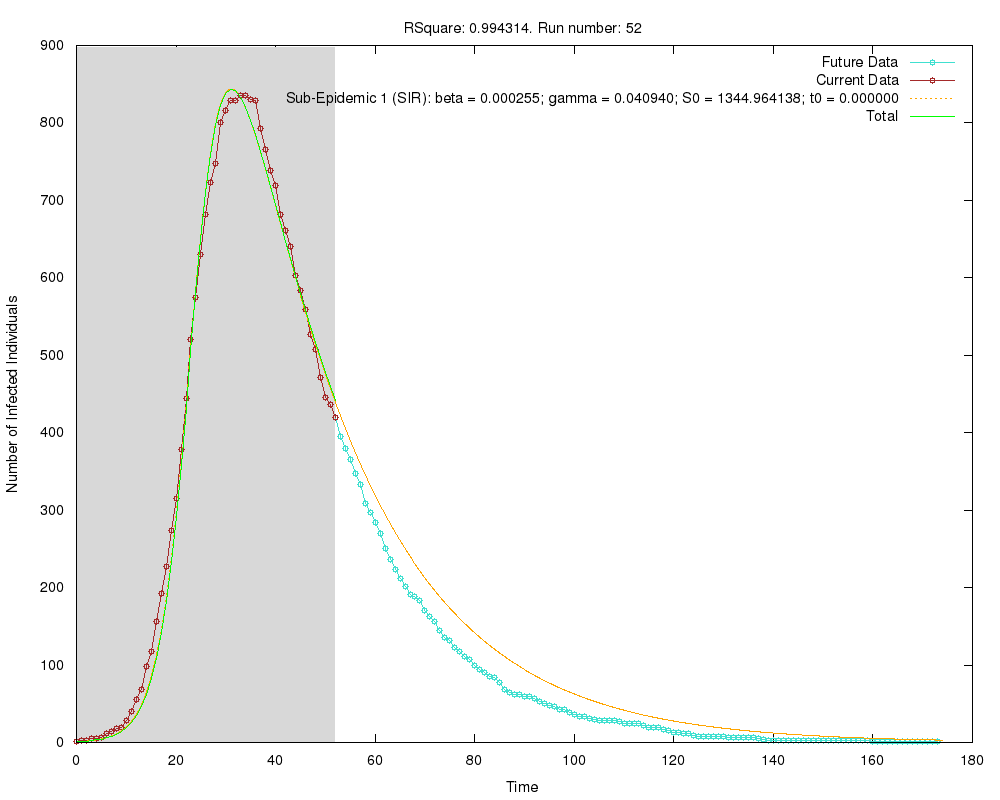 RSquare: 0.994314. Run number: 52
900
800
700
600
500
400
300
200
100
0
Number of Infected Individuals
Future Data
Current Data
Sub-Epidemic 1 (SIR): beta = 0.000255; gamma = 0.040940; S0 = 1344.964138; t0 = 0.000000
Total
0 20 40 60 80 100 120 140 160 180
Time